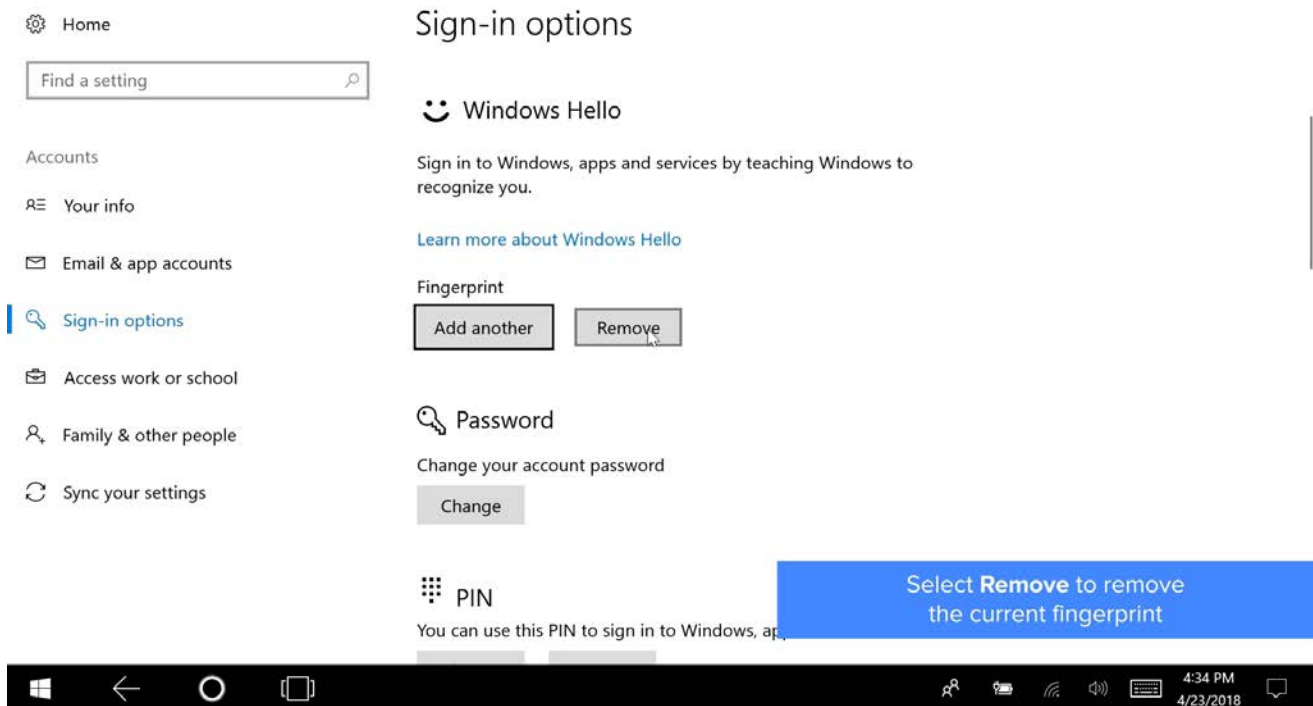 Home
Find a setting
Accounts
Your info
Email & app accounts
Sign-in options
Access work or school
Family & other people
Sync your settings
Sign-in options
Windows Hello
Sign in to Windows, apps and services by teaching Windows to
recognize you.
Learn more about Windows Hello
Fingerprint
Add another
Remove
Password
Change your account password
Change
PIN
You can use this PIN to sign in to Windows,
Select Remove to remove
the current fingerprint
4:34 PM
4/23/2018